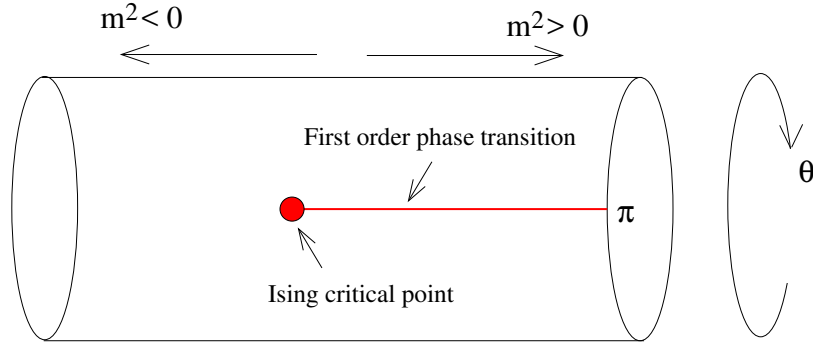 m² < 0
m² > 0
First order phase transition
θ
π
Ising critical point